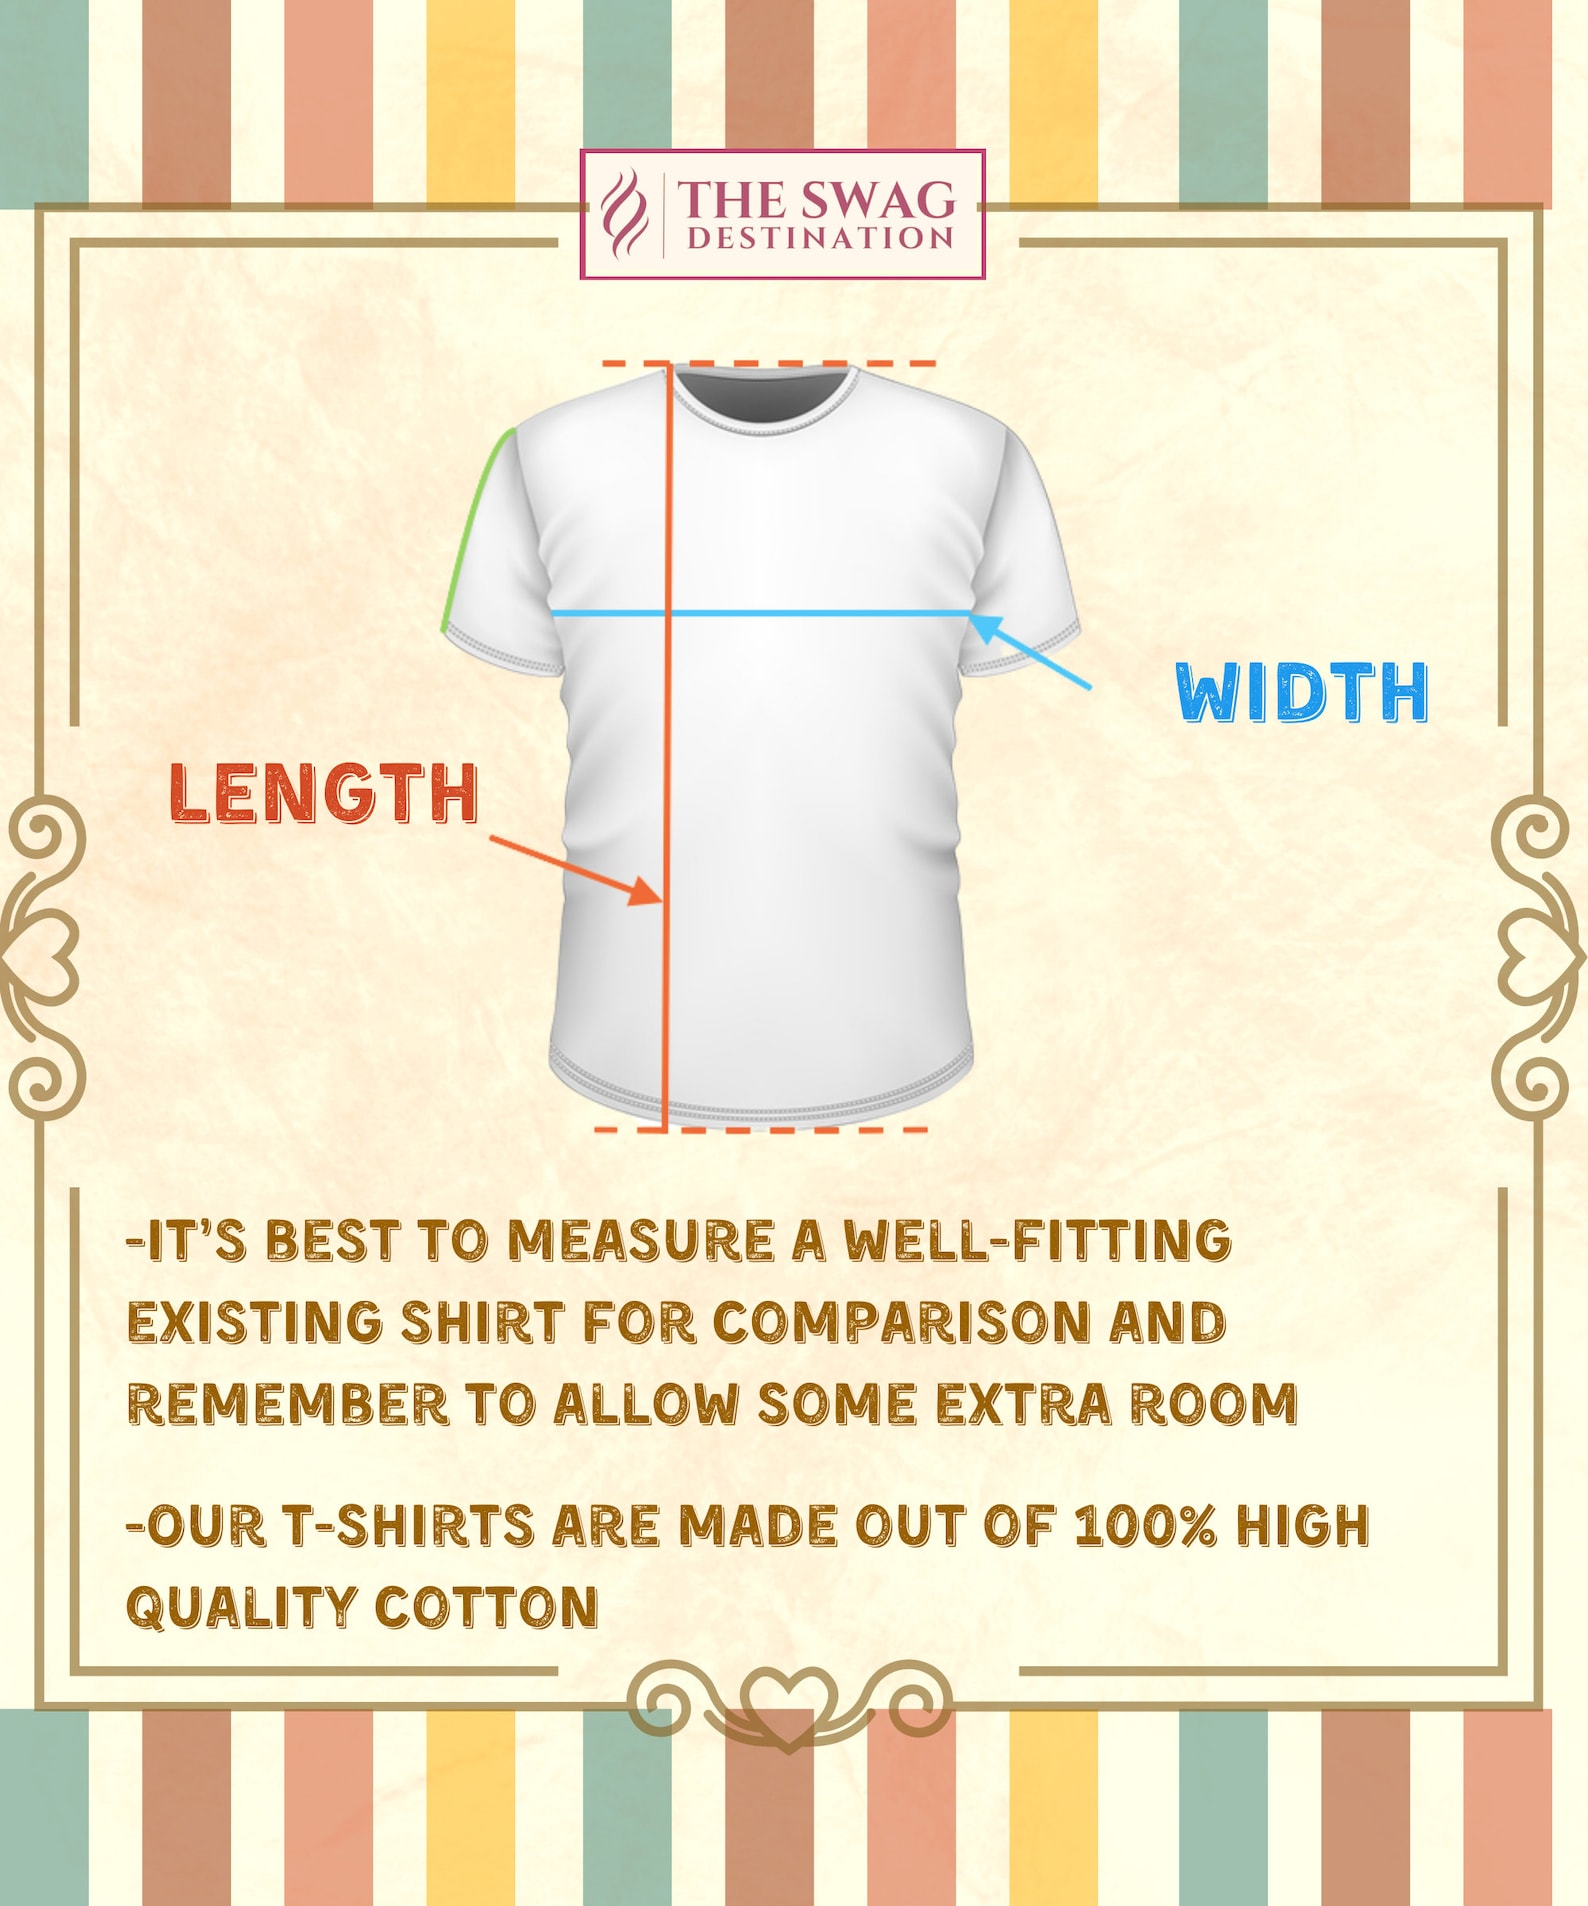 THE SWAG
DESTINATION
WIDTH
LENGTH
-IT’S BEST TO MEASURE A WELL-FITTING
EXISTING SHIRT FOR COMPARISON AND
REMEMBER TO ALLOW SOME EXTRA ROOM
-OUR T-SHIRTS ARE MADE OUT OF 100% HIGH
QUALITY COTTON